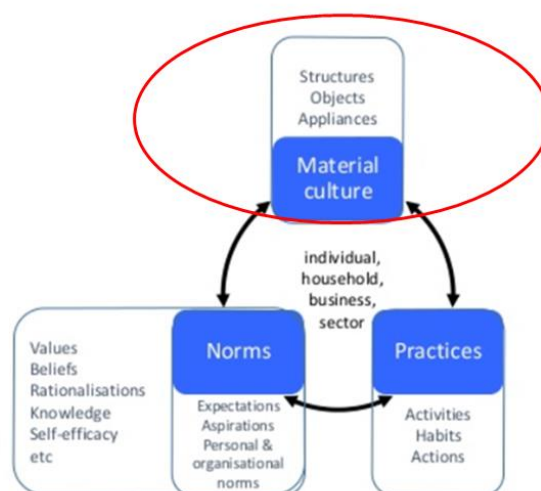 Structures
Objects
Appliances
Material
culture
individual,
household,
business,
sector
Values
Beliefs
Rationalisations
Knowledge
Self-efficacy
etc
Norms
Expectations
Aspirations
Personal &
organisational
norms
Practices
Activities
Habits
Actions